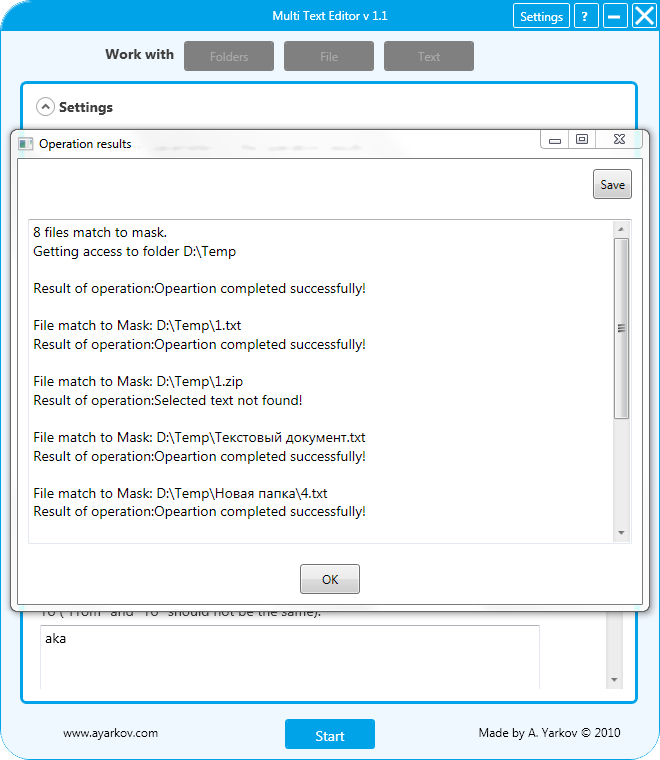 Multi Text Editor v 1.1
Settings
?
Work with
Folders
File
Text
Settings
Operation results
Save
8 files match to mask.
Getting access to folder D:\Temp
Result of operation:Opeartion completed successfully!
File match to Mask: D:\Temp\1.txt
Result of operation:Opeartion completed successfully!
File match to Mask: D:\Temp\1.zip
Result of operation:Selected text not found!
File match to Mask: D:\Temp\Текстовый документ.txt
Result of operation:Opeartion completed successfully!
File match to Mask: D:\Temp\Новая папка\4.txt
Result of operation:Opeartion completed successfully!
OK
To ("From" and "To" should not be the same):
aka
www.ayarkov.com
Start
Made by A. Yarkov © 2010